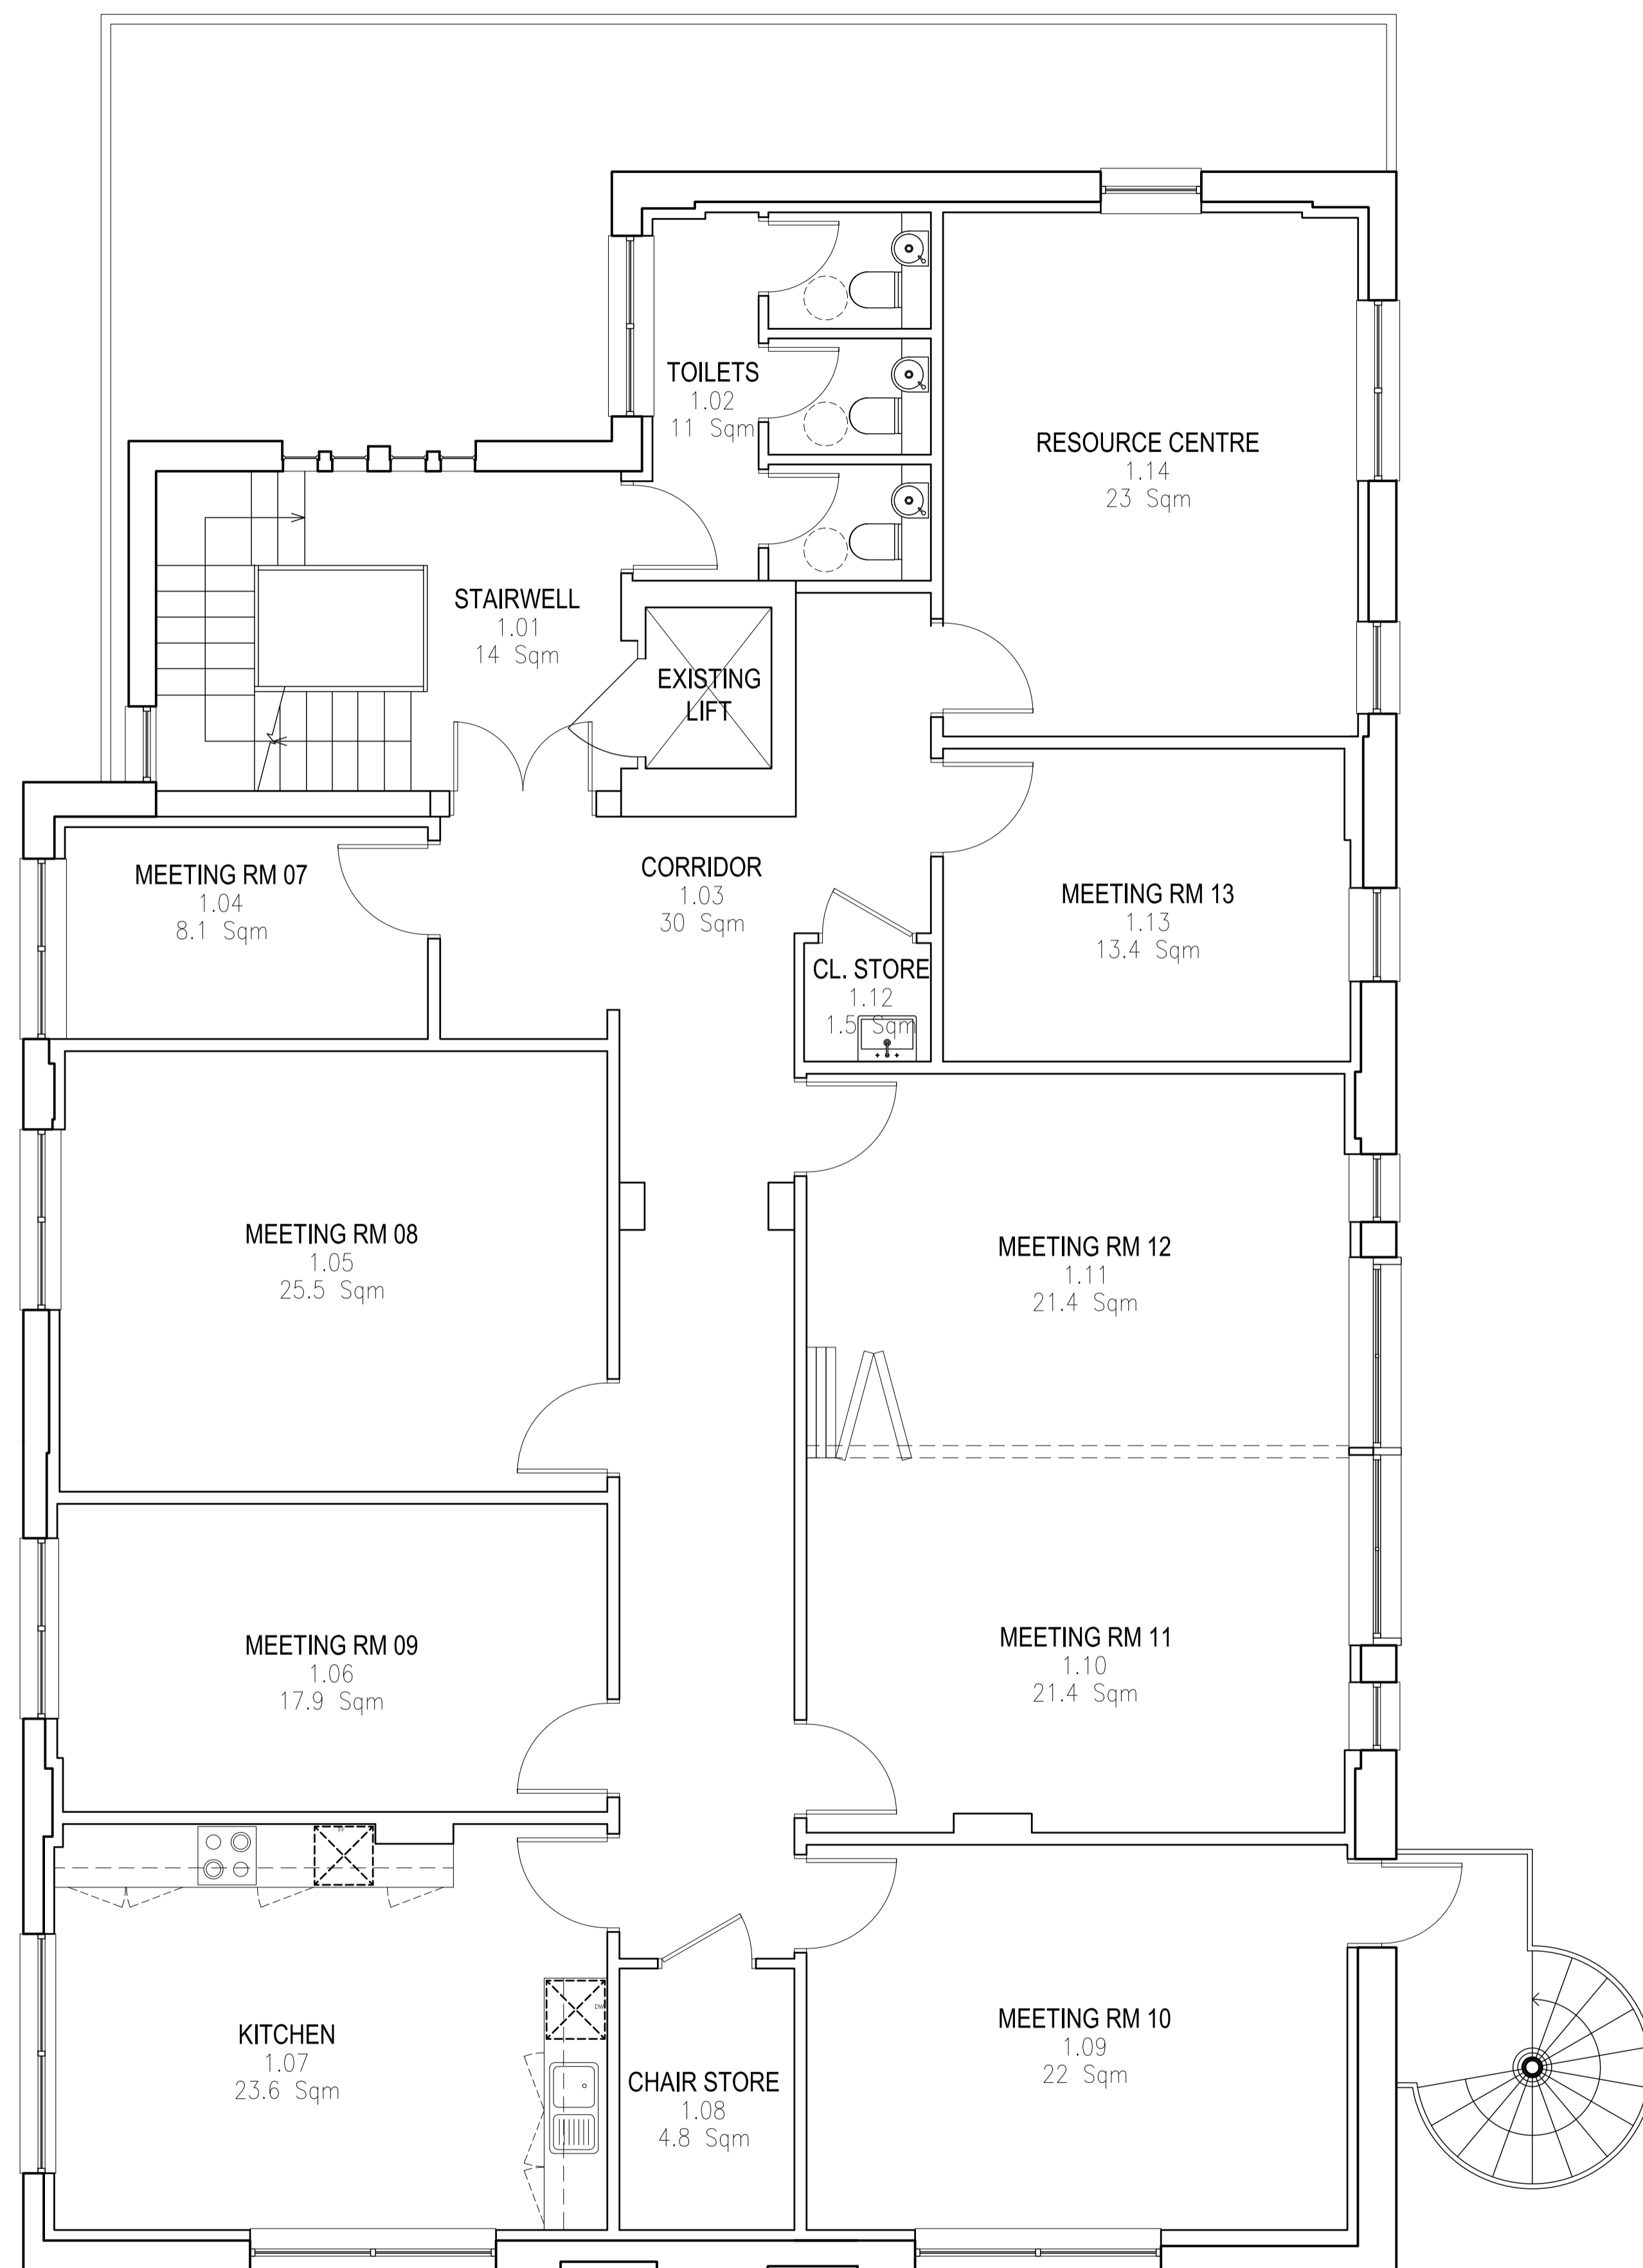 TOILETS
1.02
11 Sqm
RESOURCE CENTRE
1.14
23 Sqm
STAIRWELL
1.01
14 Sqm
EXISTING
LIFT
MEETING RM 07
1.04
8.1 Sqm
CORRIDOR
1.03
30 Sqm
MEETING RM 13
1.13
13.4 Sqm
CL. STORE
1.12
1.5 Sqm
MEETING RM 08
1.05
25.5 Sqm
MEETING RM 12
1.11
21.4 Sqm
MEETING RM 09
1.06
17.9 Sqm
MEETING RM 11
1.10
21.4 Sqm
KITCHEN
1.07
23.6 Sqm
DW
CHAIR STORE
1.08
4.8 Sqm
MEETING RM 10
1.09
22 Sqm